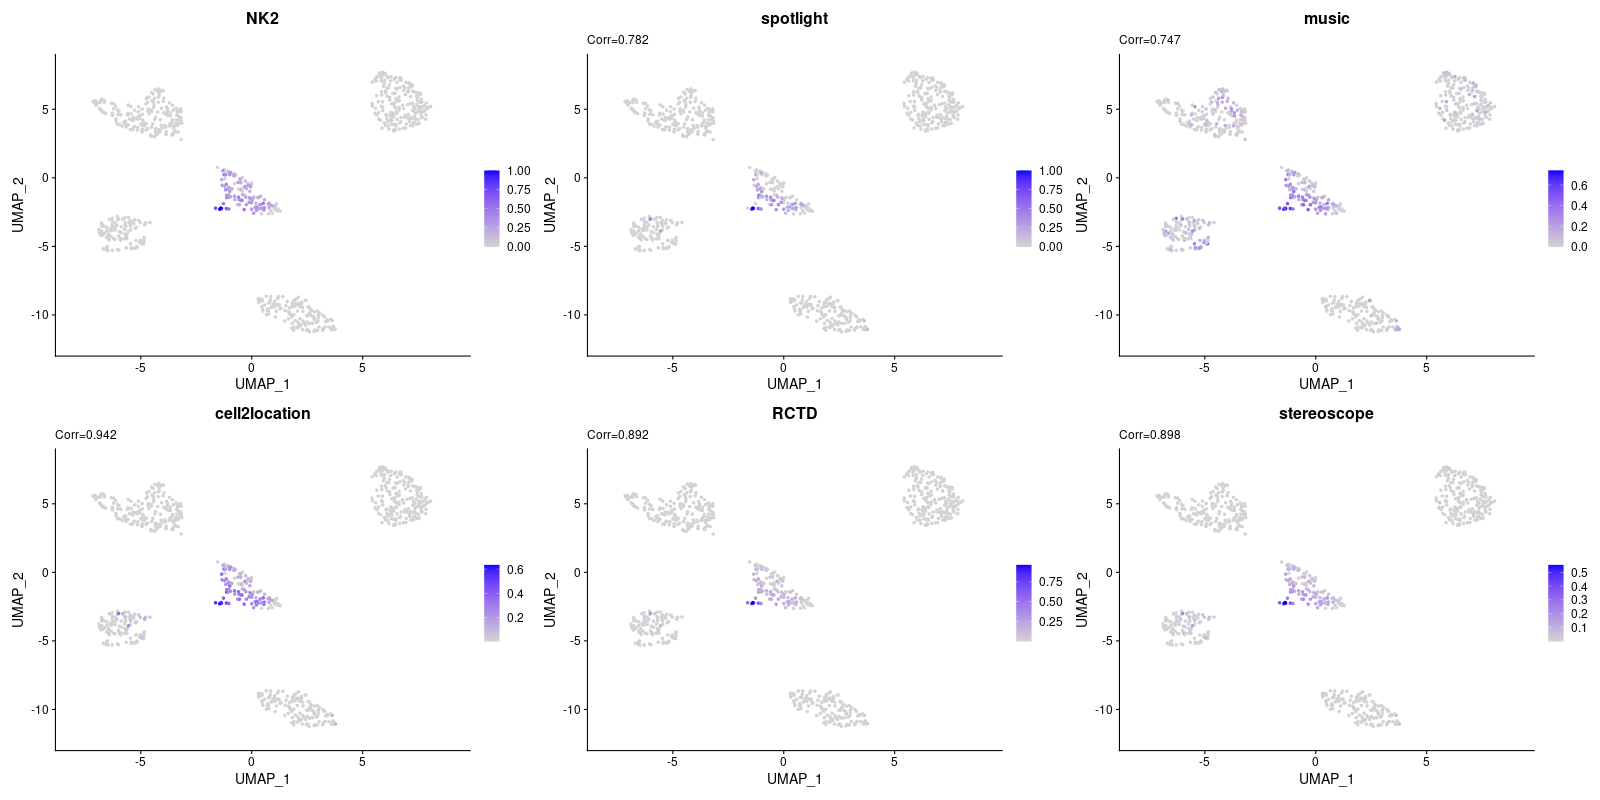 NK2
5
0
-5
-10
UMAP_2
-5
0
5
UMAP_1
1.00
0.75
0.50
0.25
0.00
spotlight
Corr=0.782
5
0
-5
-10
UMAP_2
-5
0
5
UMAP_1
1.00
0.75
0.50
0.25
0.00
music
Corr=0.747
5
0
-5
-10
UMAP_2
-5
0
5
UMAP_1
0.6
0.4
0.2
0.0
cell2location
Corr=0.942
5
0
-5
-10
UMAP_2
-5
0
5
UMAP_1
0.6
0.4
0.2
RCTD
Corr=0.892
5
0
-5
-10
UMAP_2
-5
0
5
UMAP_1
0.75
0.50
0.25
stereoscope
Corr=0.898
5
0
-5
-10
UMAP_2
-5
0
5
UMAP_1
0.5
0.4
0.3
0.2
0.1